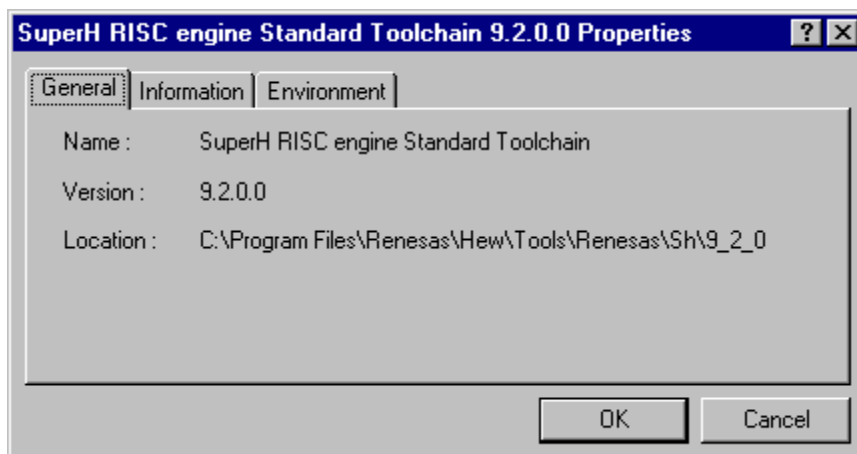 SuperH RISC engine Standard Toolchain 9.2.0.0 Properties
General Information Environment
Name : SuperH RISC engine Standard Toolchain
Version : 9.2.0.0
Location : C:\Program Files\Renesas\Hew\Tools\Renesas\Sh\9_2_0
OK Cancel